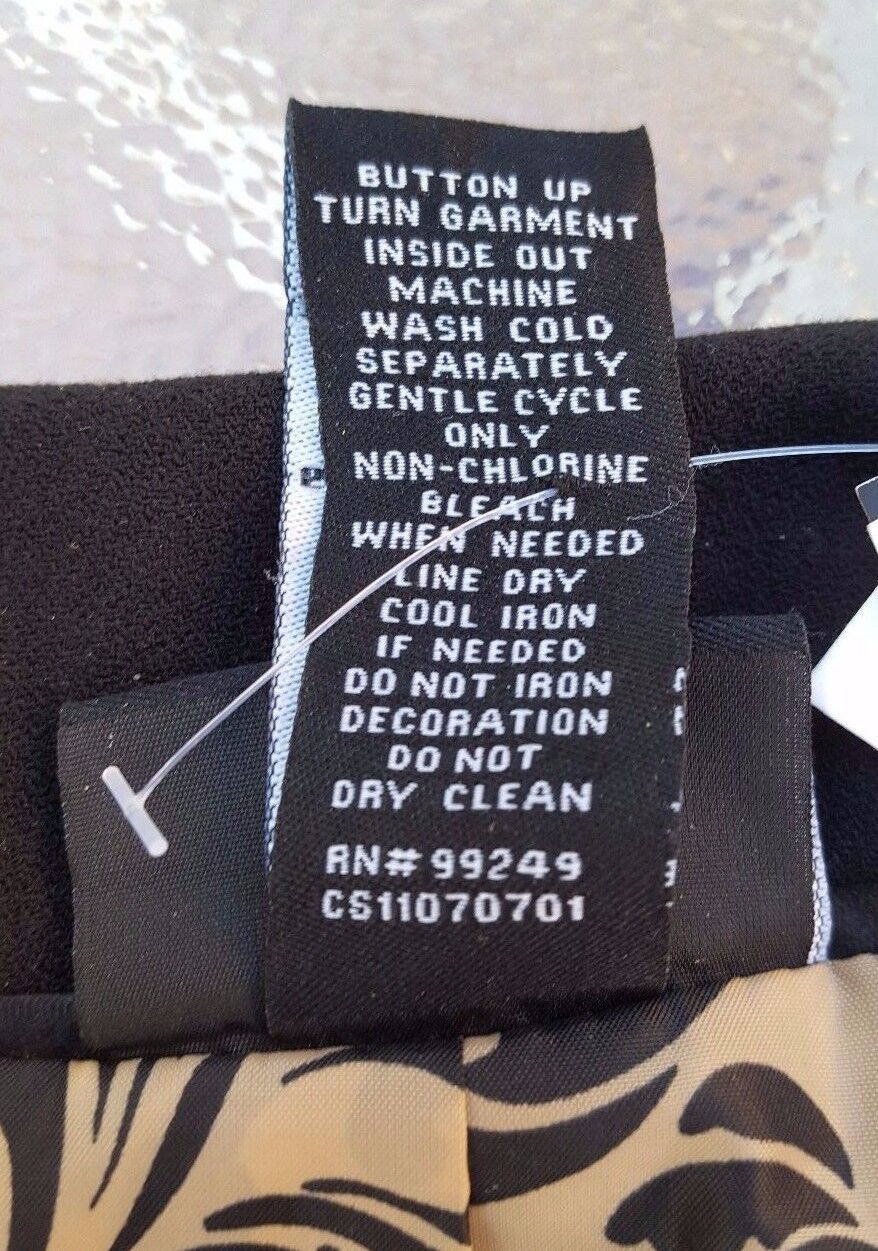 BUTTON UP
TURN GARMENT
INSIDE OUT
MACHINE
WASH COLD
SEPARATELY
GENTLE CYCLE
ONLY
NON-CHLORINE
BLEACH
WHEN NEEDED
LINE DRY
COOL IRON
IF NEEDED
DO NOT IRON
DECORATION
DO NOT
DRY CLEAN
RN# 99249
CS11070701